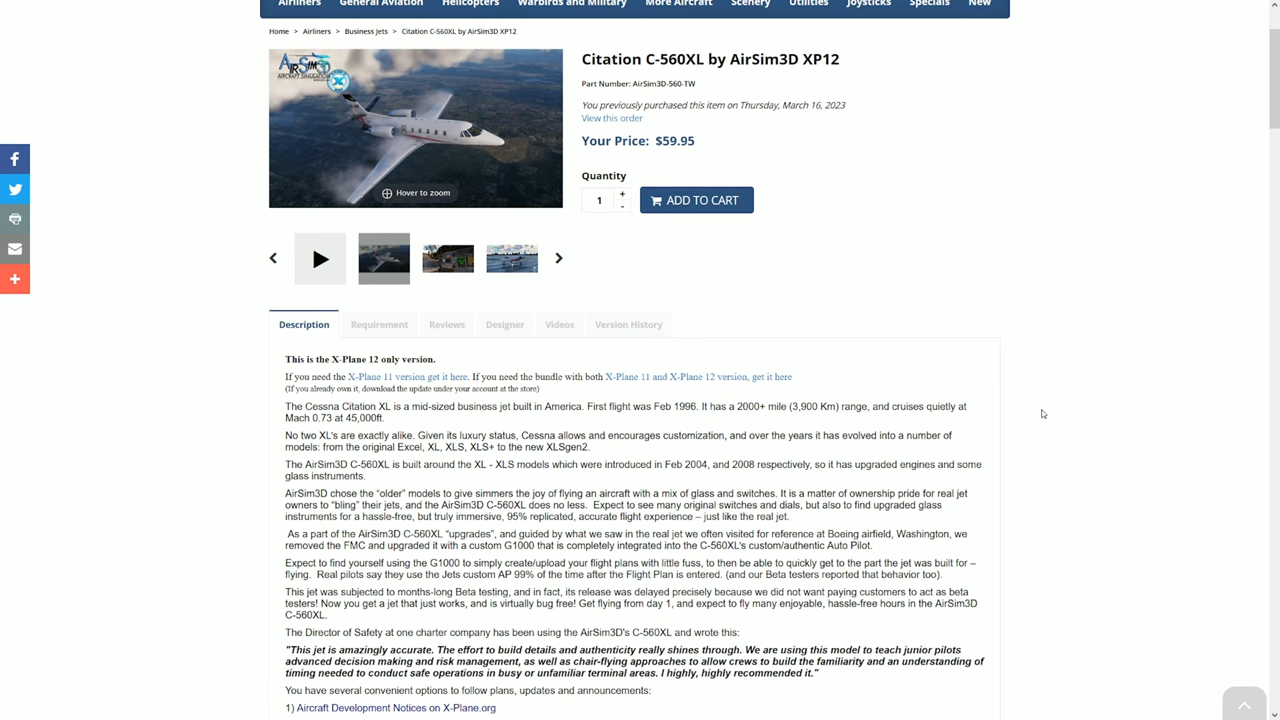 Airliners General Aviation Helicopters Warbirds and Military More Aircraft Scenery Utilities Joysticks Specials New
Home > Airliners > Business Jets > Citation C-560XL by AirSim3D XP12
AirSim3D
AIRCRAFT SIMULATION
Hover to zoom
Citation C-560XL by AirSim3D XP12
Part Number: AirSim3D-560-TW
You previously purchased this item on Thursday, March 16, 2023
View this order
Your Price: $59.95
Quantity
1 + -
ADD TO CART
Description Requirement Reviews Designer Videos Version History
This is the X-Plane 12 only version.
If you need the X-Plane 11 version get it here. If you need the bundle with both X-Plane 11 and X-Plane 12 version, get it here
(If you already own it, download the update under your account at the store)
The Cessna Citation XL is a mid-sized business jet built in America. First flight was Feb 1996. It has a 2000+ mile (3,900 Km) range, and cruises quietly at
Mach 0.73 at 45,000ft.
No two XL's are exactly alike. Given its luxury status, Cessna allows and encourages customization, and over the years it has evolved into a number of
models: from the original Excel, XL, XLS, XLS+ to the new XLSgen2.
The AirSim3D C-560XL is built around the XL - XLS models which were introduced in Feb 2004, and 2008 respectively, so it has upgraded engines and some
glass instruments.
AirSim3D chose the "older" models to give simmers the joy of flying an aircraft with a mix of glass and switches. It is a matter of ownership pride for real jet
owners to "bling" their jets, and the AirSim3D C-560XL does no less. Expect to see many original switches and dials, but also to find upgraded glass
instruments for a hassle-free, but truly immersive, 95% replicated, accurate flight experience – just like the real jet.
As a part of the AirSim3D C-560XL "upgrades", and guided by what we saw in the real jet we often visited for reference at Boeing airfield, Washington, we
removed the FMC and upgraded it with a custom G1000 that is completely integrated into the C-560XL's custom/authentic Auto Pilot.
Expect to find yourself using the G1000 to simply create/upload your flight plans with little fuss, to then be able to quickly get to the part the jet was built for –
flying. Real pilots say they use the Jets custom AP 99% of the time after the Flight Plan is entered. (and our Beta testers reported that behavior too).
This jet was subjected to months-long Beta testing, and in fact, its release was delayed precisely because we did not want paying customers to act as beta
testers! Now you get a jet that just works, and is virtually bug free! Get flying from day 1, and expect to fly many enjoyable, hassle-free hours in the AirSim3D
C-560XL.
The Director of Safety at one charter company has been using the AirSim3D's C-560XL and wrote this:
"This jet is amazingly accurate. The effort to build details and authenticity really shines through. We are using this model to teach junior pilots
advanced decision making and risk management, as well as chair-flying approaches to allow crews to build the familiarity and an understanding of
timing needed to conduct safe operations in busy or unfamiliar terminal areas. I highly, highly recommended it."
You have several convenient options to follow plans, updates and announcements:
1) Aircraft Development Notices on X-Plane.org